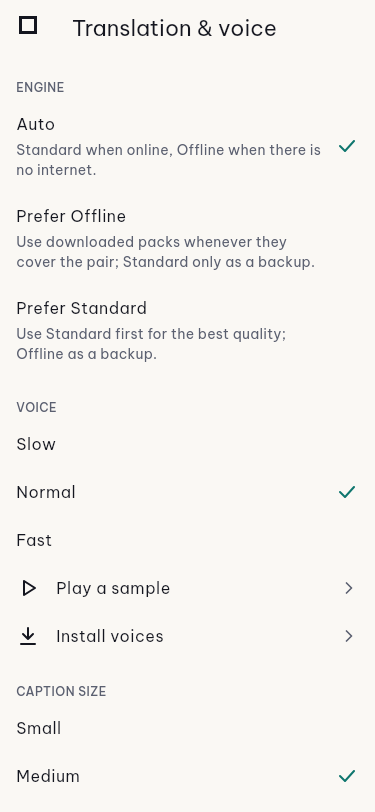 Translation & voice
ENGINE
Auto
Standard when online, Offline when there is
no internet.
Prefer Offline
Use downloaded packs whenever they
cover the pair; Standard only as a backup.
Prefer Standard
Use Standard first for the best quality;
Offline as a backup.
VOICE
Slow
Normal
Fast
Play a sample
Install voices
CAPTION SIZE
Small
Medium